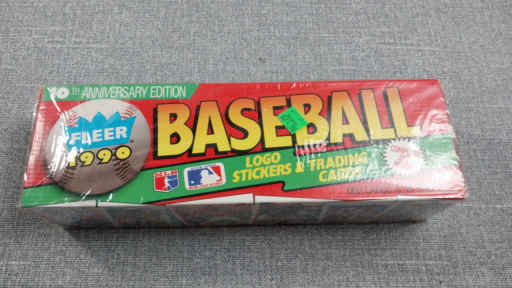 10TH ANNIVERSARY EDITION
FLEER
1990
BASEBALL
LOGO
STICKERS & TRADING
CARDS